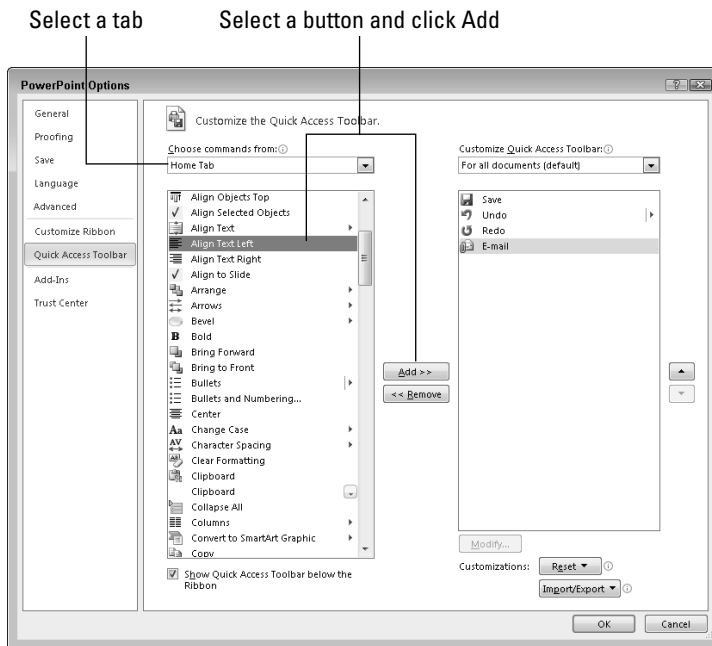 Select a tab
Select a button and click Add
PowerPoint Options
General
Proofing
Save
Language
Advanced
Customize Ribbon
Quick Access Toolbar
Add-Ins
Trust Center
Customize the Quick Access Toolbar.
Choose commands from:
Home Tab
Align Objects Top
Align Selected Objects
Align Text
Align Text Left
Align Text Right
Align to Slide
Arrange
Arrows
Bevel
Bold
Bring Forward
Bring to Front
Bullets
Bullets and Numbering...
Center
Change Case
Character Spacing
Clear Formatting
Clipboard
Clipboard
Collapse All
Columns
Convert to SmartArt Graphic
Copy
Show Quick Access Toolbar below the
Ribbon
Add >>
<< Remove
Customize Quick Access Toolbar:
For all documents (default)
Save
Undo
Redo
E-mail
Modify...
Customizations:
Reset
Import/Export
OK
Cancel